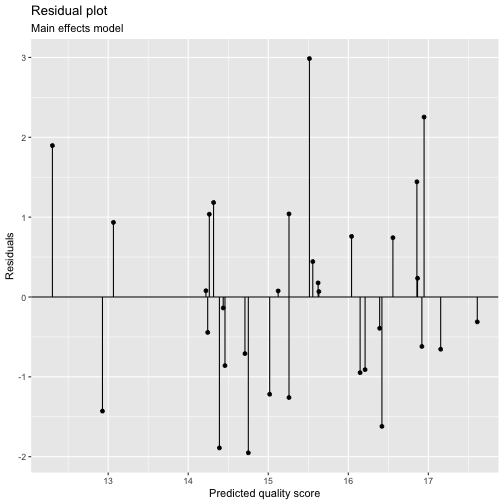 Residual plot
Main effects model
3
2
1
0
-1
-2
Residuals
13 14 15 16 17
Predicted quality score